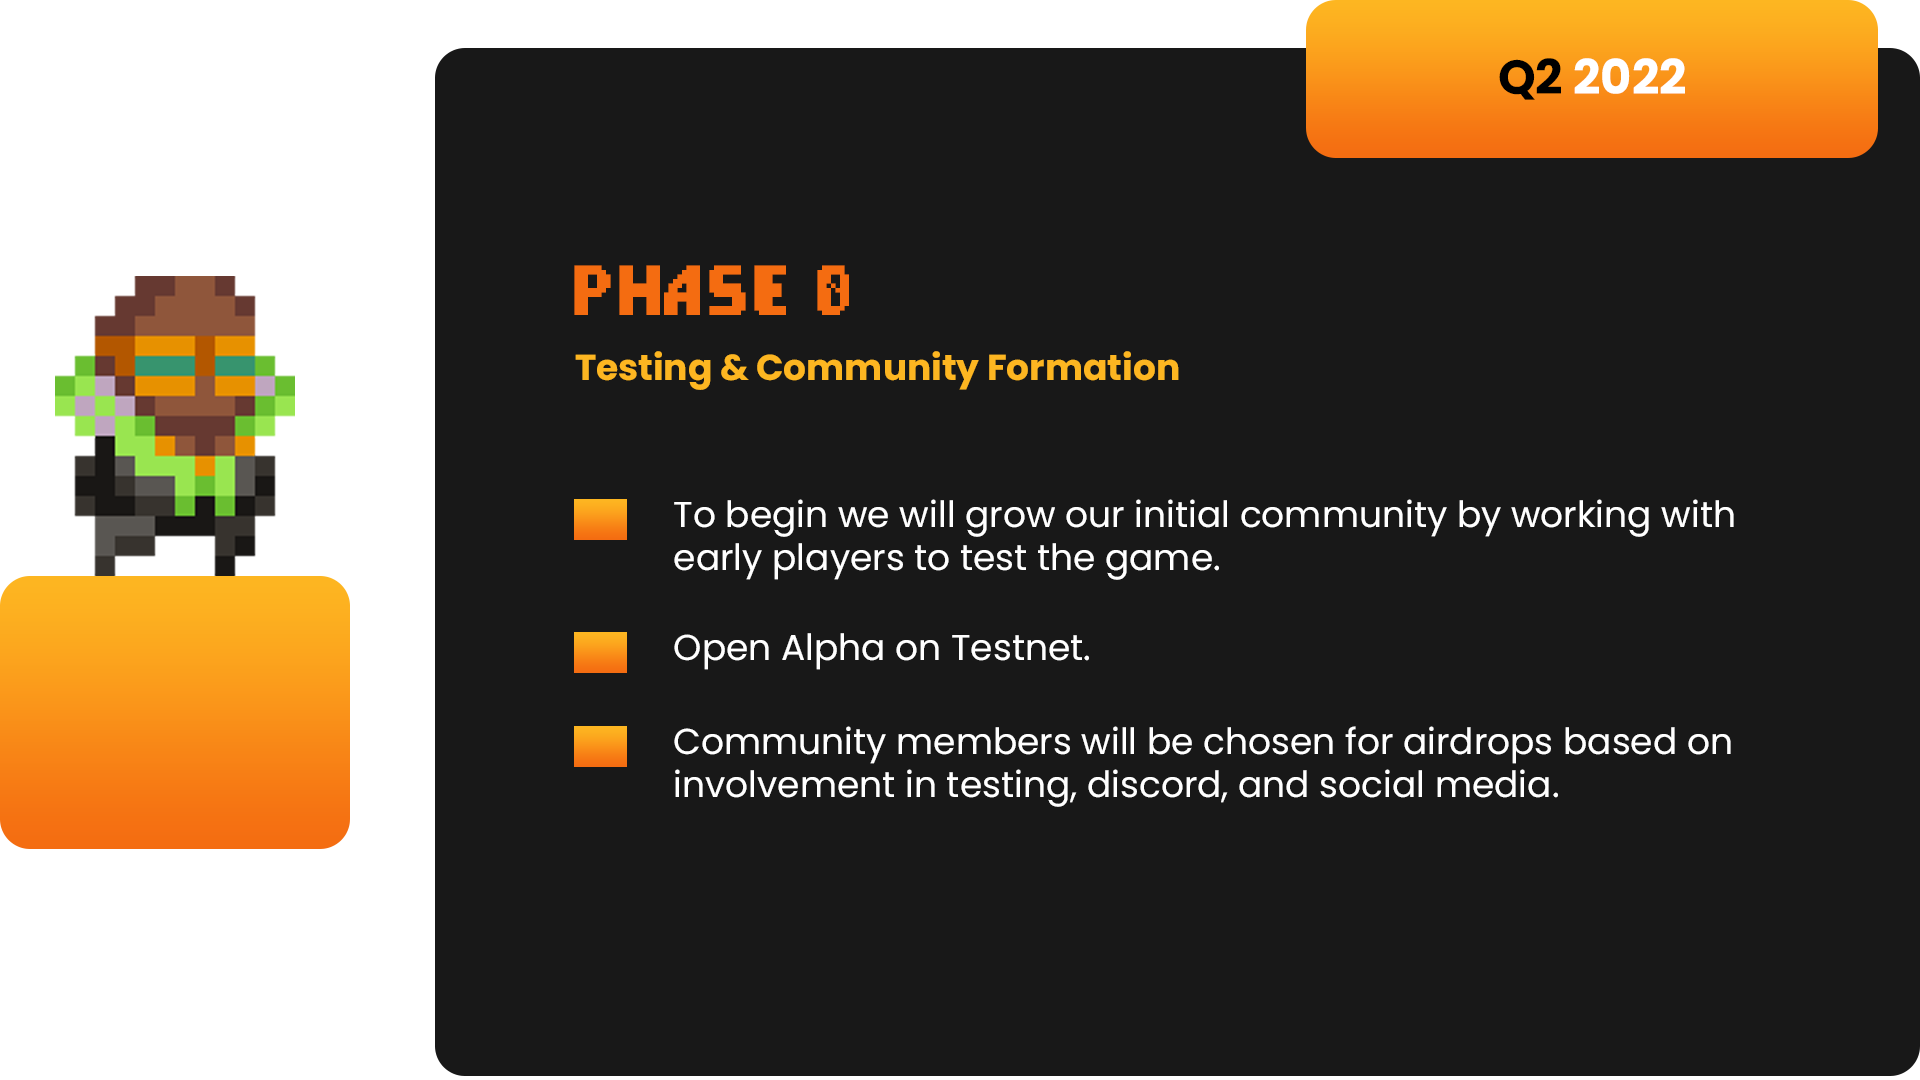 Q2 2022
PHASE 0
Testing & Community Formation
To begin we will grow our initial community by working with
early players to test the game.
Open Alpha on Testnet.
Community members will be chosen for airdrops based on
involvement in testing, discord, and social media.